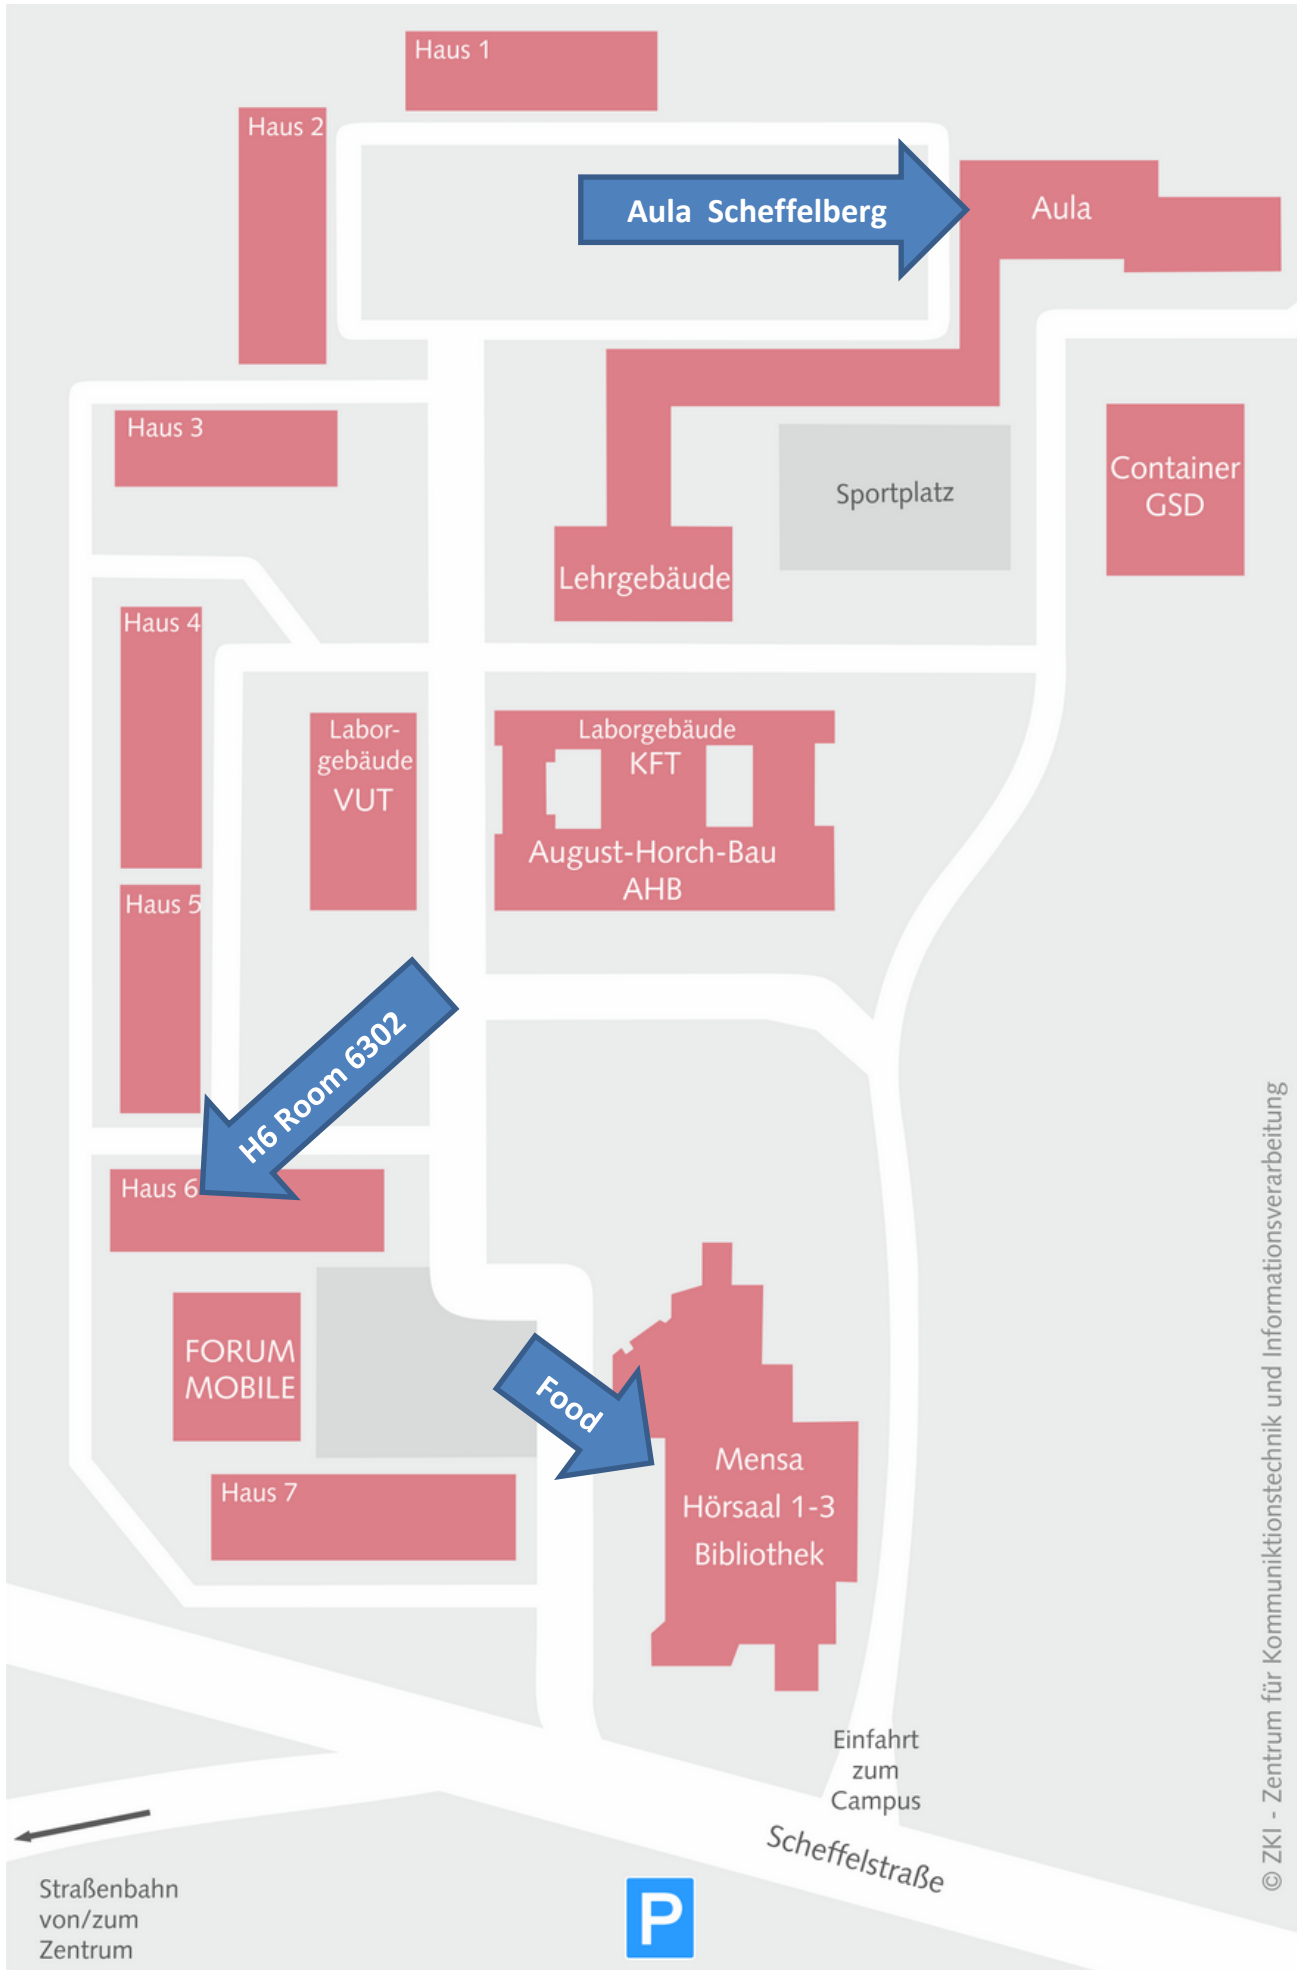 Haus 1
Haus 2
Aula  Scheffelberg
Aula
Haus 3
Container
GSD
Sportplatz
Lehrgebäude
Haus 4
Labor-
gebäude
VUT
Laborgebäude
KFT
August-Horch-Bau
AHB
Haus 5
H6 Room 6302
Haus 6
FORUM
MOBILE
Food
Mensa
Hörsaal 1-3
Bibliothek
Haus 7
Einfahrt
zum
Campus
Scheffelstraße
Straßenbahn
von/zum
Zentrum
P
© ZKI - Zentrum für Kommuniktionstechnik und Informationsverarbeitung